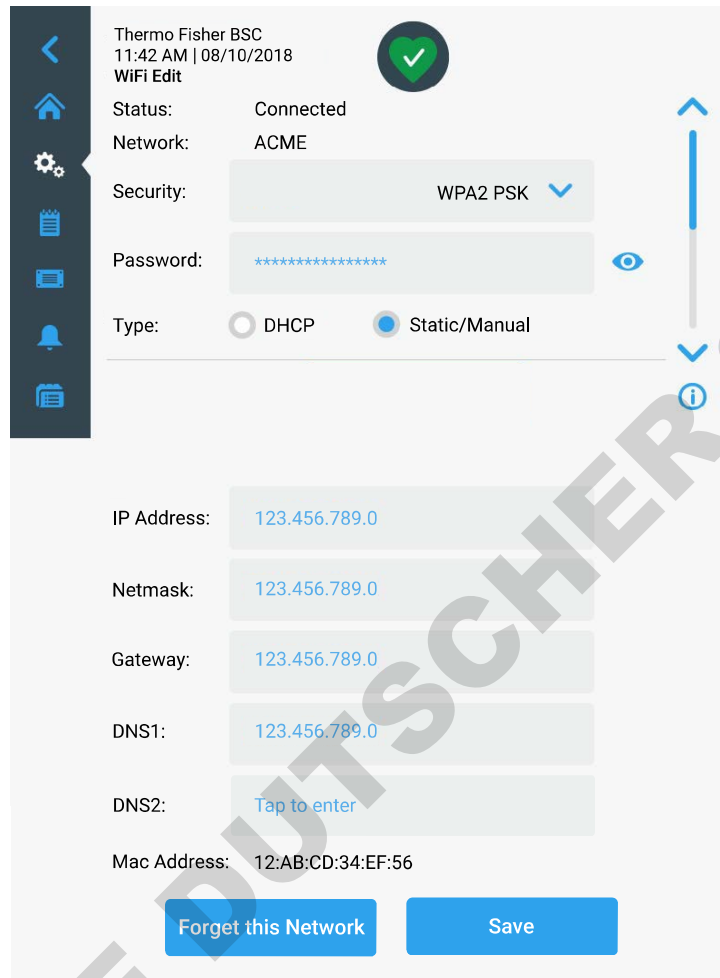 Thermo Fisher BSC
11:42 AM | 08/10/2018
WiFi Edit
Status: Connected
Network: ACME
Security: WPA2 PSK
Password: ****************
Type: DHCP Static/Manual
IP Address: 123.456.789.0
Netmask: 123.456.789.0
Gateway: 123.456.789.0
DNS1: 123.456.789.0
DNS2: Tap to enter
Mac Address: 12:AB:CD:34:EF:56
Forget this Network Save
E DUTSCHER